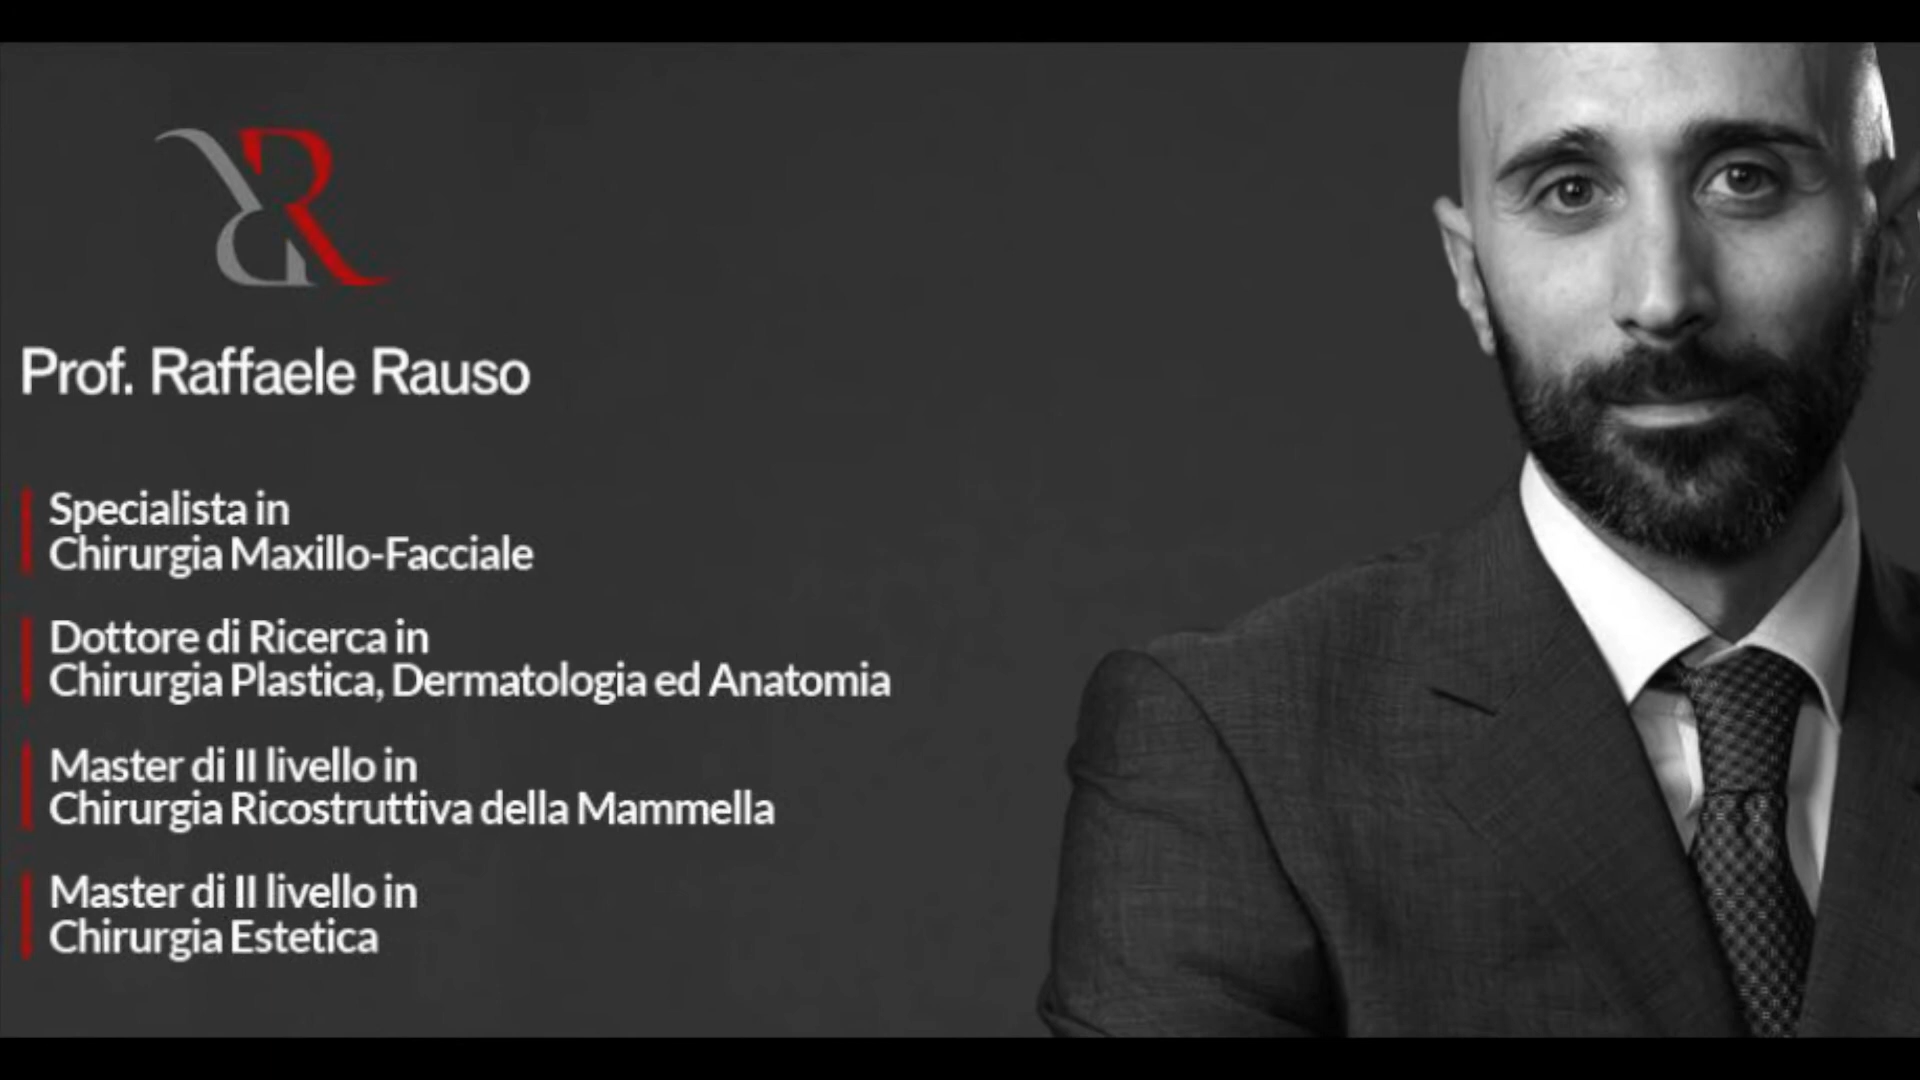 RR
Prof. Raffaele Rauso
Specialista in
Chirurgia Maxillo-Facciale
Dottore di Ricerca in
Chirurgia Plastica, Dermatologia ed Anatomia
Master di II livello in
Chirurgia Ricostruttiva della Mammella
Master di II livello in
Chirurgia Estetica